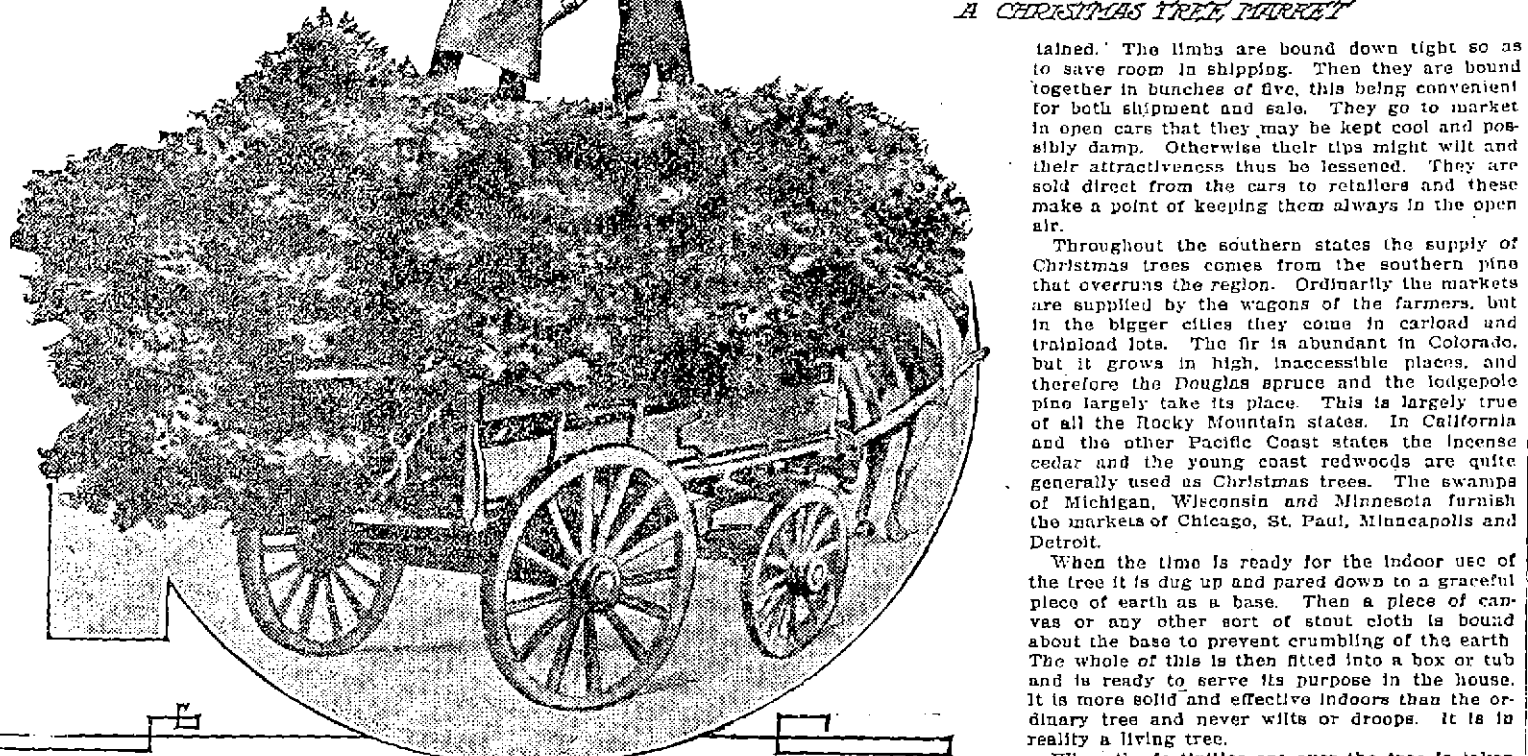 A CHRISTMAS TREE MARKET
tained. The limbs are bound down tight so as
to save room in shipping. Then they are bound
together in bunches of five, this being convenient
for both shipment and sale. They go to market
in open cars that they may be kept cool and pos-
sibly damp. Otherwise their tips might wilt and
their attractiveness thus be lessened. They are
sold direct from the cars to retailers and these
make a point of keeping them always in the open
air.
Throughout the southern states the supply of
Christmas trees comes from the southern pine
that overruns the region. Ordinarily the markets
are supplied by the wagons of the farmers, but
in the bigger cities they come in carload and
trainload lots. The fir is abundant in Colorado,
but it grows in high, inaccessible places, and
therefore the Douglas spruce and the lodgepole
pine largely take its place. This is largely true
of all the Rocky Mountain states. In California
and the other Pacific Coast states the incense
cedar and the young coast redwoods are quite
generally used as Christmas trees. The swamps
of Michigan, Wisconsin and Minnesota furnish
the markets of Chicago, St. Paul, Minneapolis and
Detroit.
When the time is ready for the indoor use of
the tree it is dug up and pared down to a graceful
piece of earth as a base. Then a piece of can-
vas or any other sort of stout cloth is bound
about the base to prevent crumbling of the earth
The whole of this is then fitted into a box or tub
and is ready to serve its purpose in the house.
It is more solid and effective indoors than the or-
dinary tree and never wilts or droops. It is in
reality a living tree.